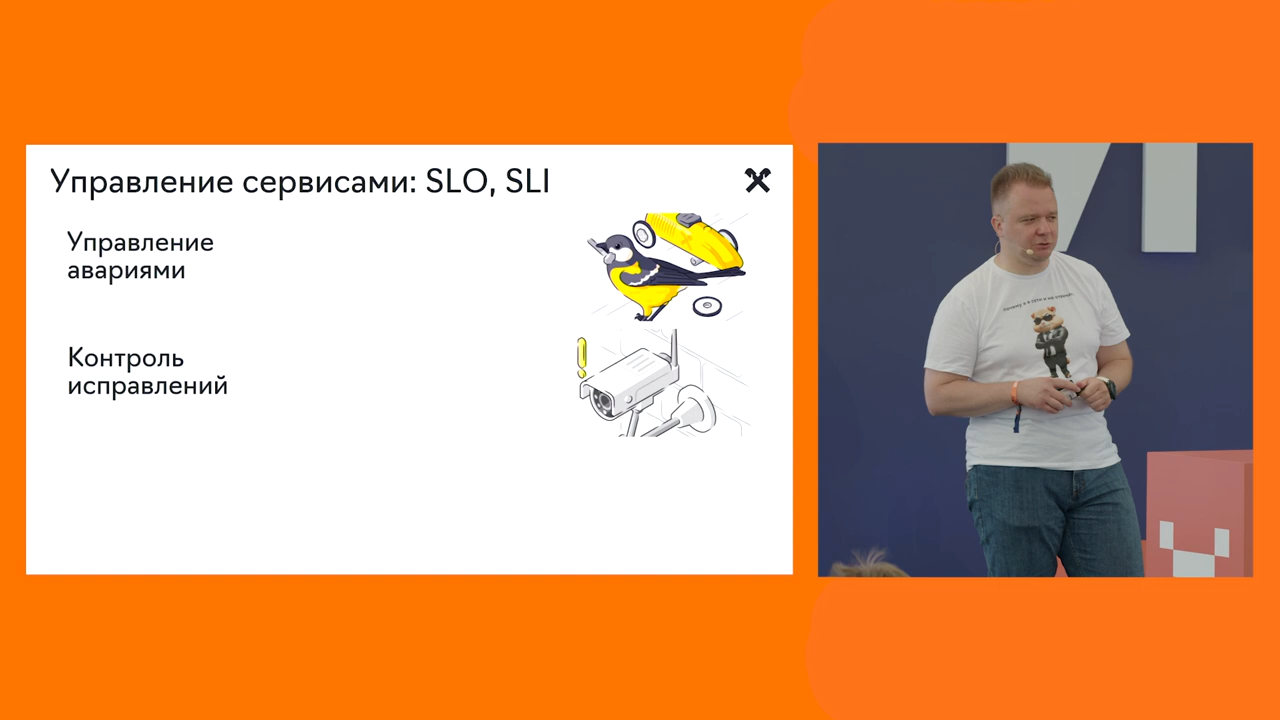 Управление сервисами: SLO, SLI
Управление
авариями
Контроль
исправлений